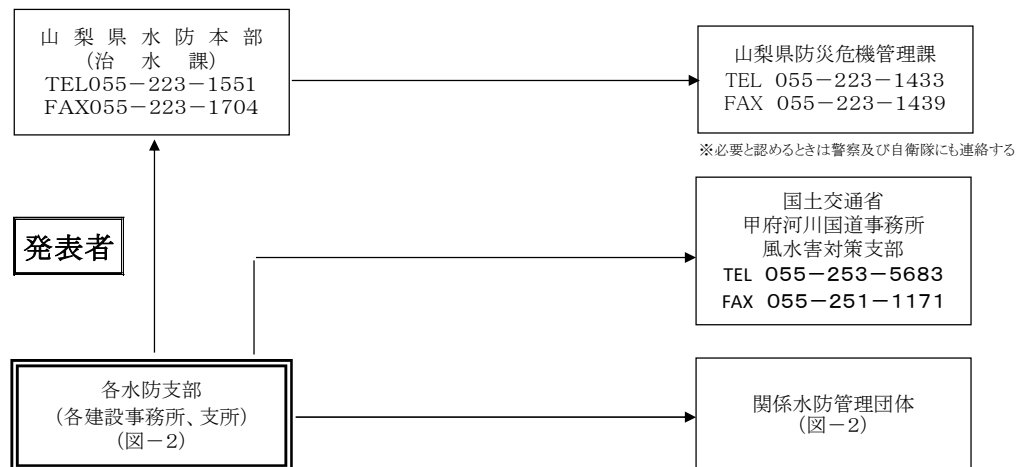 山 梨 県 水 防 本 部
(治 水 課)
TEL055－223－1551
FAX055－223－1704
山梨県防災危機管理課
TEL 055－223－1433
FAX 055－223－1439
※必要と認めるときは警察及び自衛隊にも連絡する
国土交通省
甲府河川国道事務所
風水害対策支部
TEL 055－253－5683
FAX 055－251－1171
発表者
各水防支部
(各建設事務所、支所)
(図－2)
関係水防管理団体
(図－2)